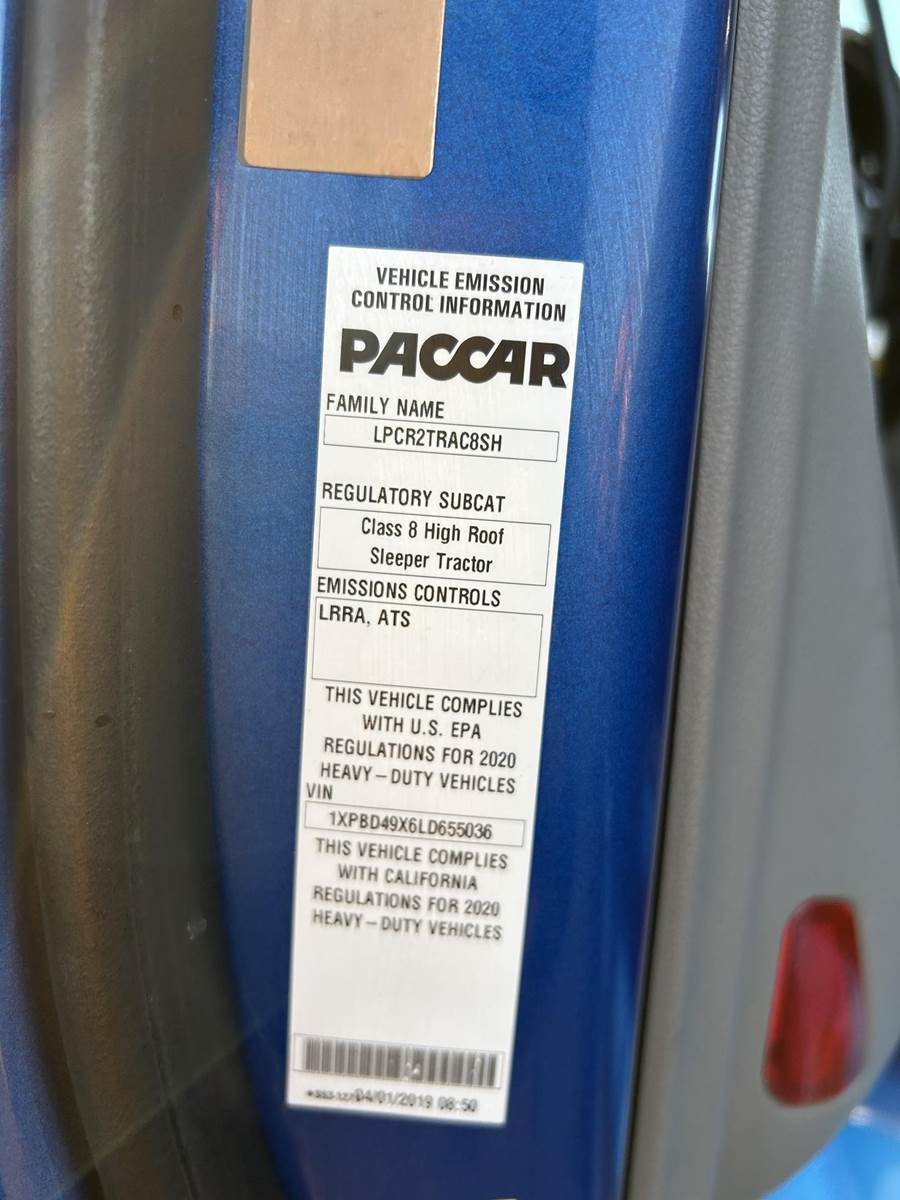 VEHICLE EMISSION
CONTROL INFORMATION
PACCAR
FAMILY NAME
LPCR2TRAC8SH
REGULATORY SUBCAT
Class 8 High Roof
Sleeper Tractor
EMISSIONS CONTROLS
LRRA, ATS
THIS VEHICLE COMPLIES
WITH U.S. EPA
REGULATIONS FOR 2020
HEAVY-DUTY VEHICLES
VIN
1XPBD49X6LD655036
THIS VEHICLE COMPLIES
WITH CALIFORNIA
REGULATIONS FOR 2020
HEAVY-DUTY VEHICLES
04/01/2019 08:50